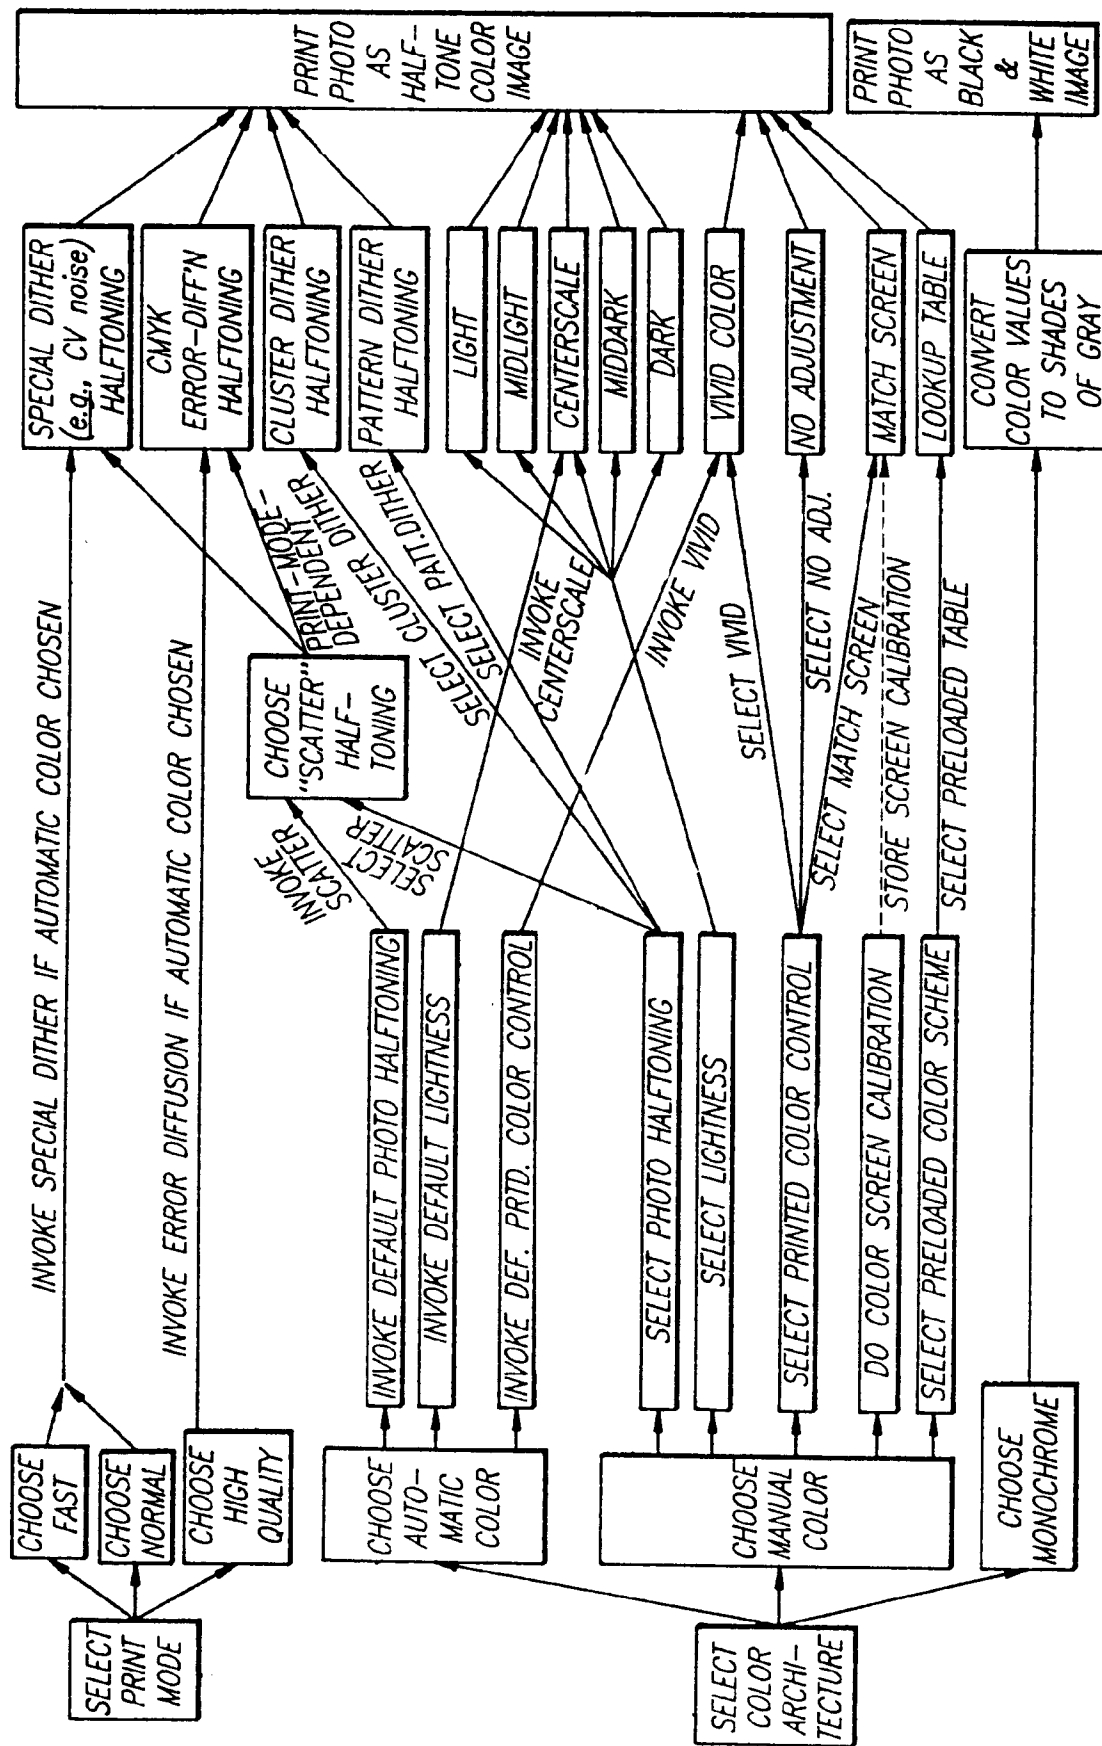 SELECT
PRINT
MODE
CHOOSE
FAST
CHOOSE
NORMAL
CHOOSE
HIGH
QUALITY
INVOKE SPECIAL DITHER IF AUTOMATIC COLOR CHOSEN
INVOKE ERROR DIFFUSION IF AUTOMATIC COLOR CHOSEN
SELECT
COLOR
ARCHI-
TECTURE
CHOOSE
AUTO-
MATIC
COLOR
CHOOSE
MANUAL
COLOR
CHOOSE
MONOCHROME
INVOKE DEFAULT PHOTO HALFTONING
INVOKE DEFAULT LIGHTNESS
INVOKE DEF. PRTD. COLOR CONTROL
SELECT PHOTO HALFTONING
SELECT LIGHTNESS
SELECT PRINTED COLOR CONTROL
DO COLOR SCREEN CALIBRATION
SELECT PRELOADED COLOR SCHEME
INVOKE
SCATTER
SELECT
SCATTER
CHOOSE
"SCATTER"
HALF-
TONING
PRINT-MODE-
DEPENDENT
SELECT CLUSTER DITHER
SELECT PATT.DITHER
INVOKE
CENTERSCALE
INVOKE VIVID
SELECT VIVID
SELECT NO ADJ.
SELECT MATCH SCREEN
STORE SCREEN CALIBRATION
SELECT PRELOADED TABLE
SPECIAL DITHER
(e.g., CV noise)
HALFTONING
CMYK
ERROR-DIFF'N
HALFTONING
CLUSTER DITHER
HALFTONING
PATTERN DITHER
HALFTONING
LIGHT
MIDLIGHT
CENTERSCALE
MIDDARK
DARK
VIVID COLOR
NO ADJUSTMENT
MATCH SCREEN
LOOKUP TABLE
CONVERT
COLOR VALUES
TO SHADES
OF GRAY
PRINT
PHOTO
AS
HALF-
TONE
COLOR
IMAGE
PRINT
PHOTO
AS
BLACK
&
WHITE
IMAGE